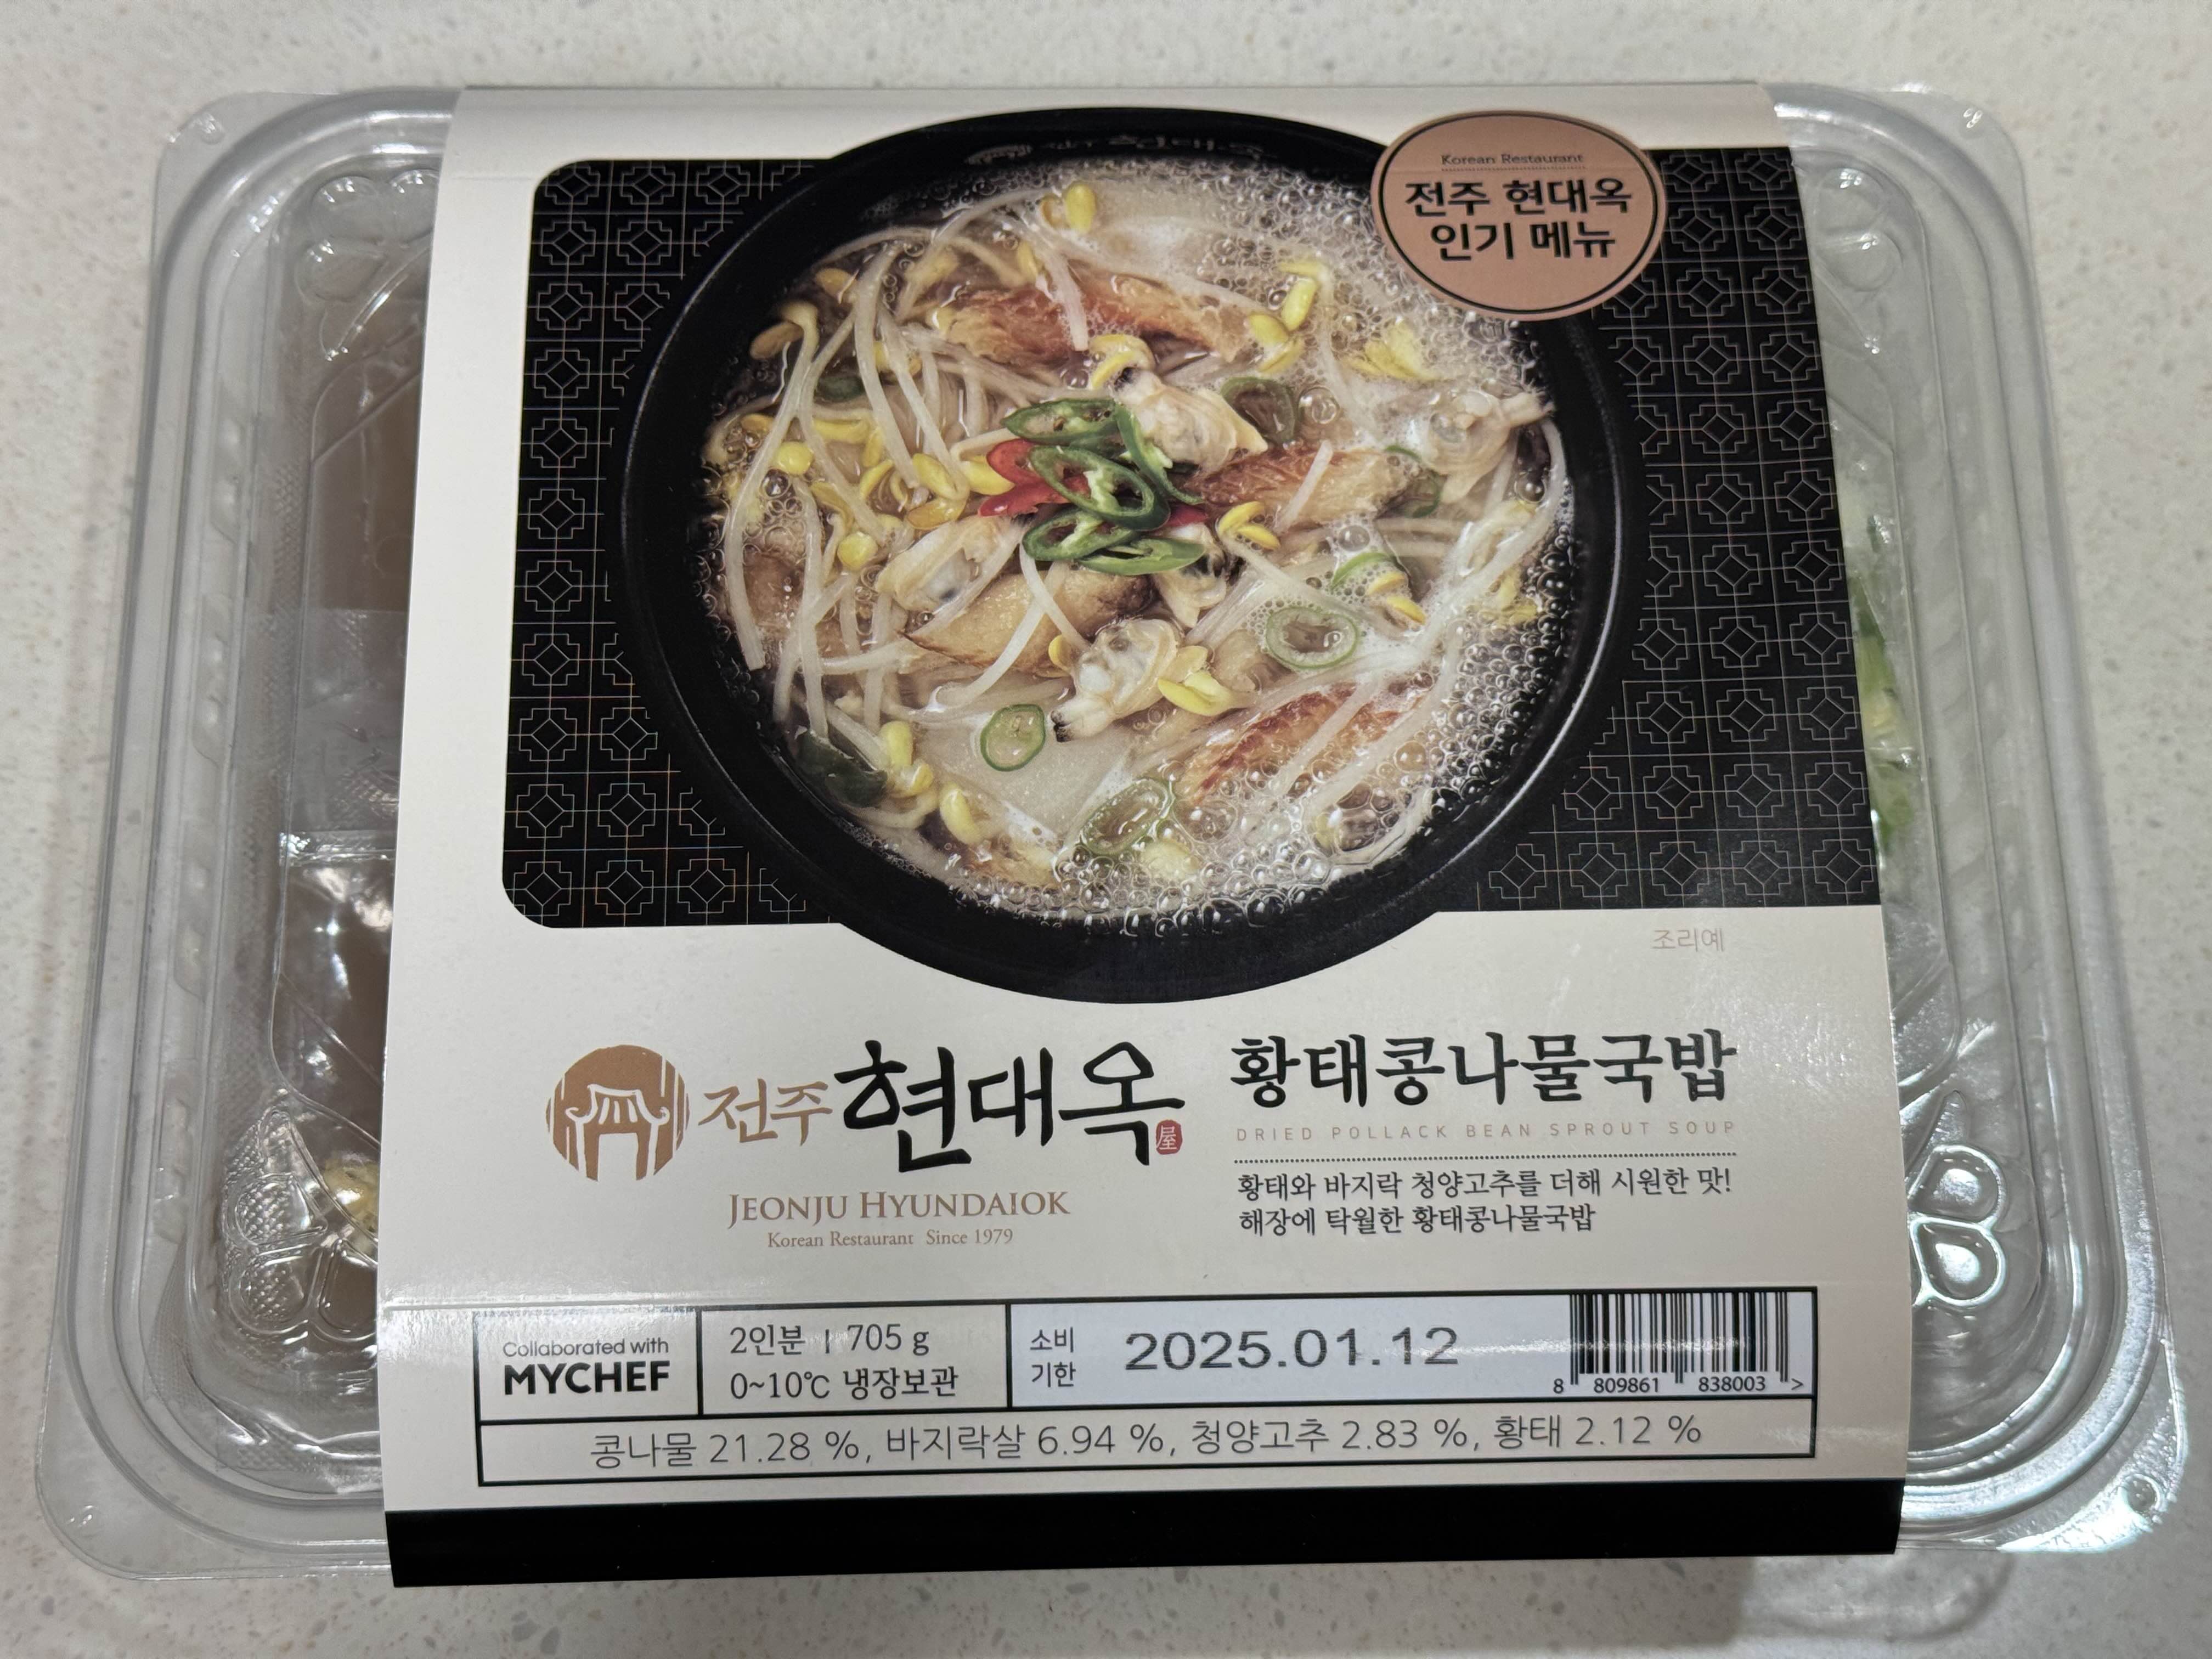 Korean Restaurant
전주 현대옥
인기 메뉴
조리예
전주 현대옥
屋
JEONJU HYUNDAIOK
Korean Restaurant Since 1979
황태콩나물국밥
DRIED POLLACK BEAN SPROUT SOUP
황태와 바지락 청양고추를 더해 시원한 맛!
해장에 탁월한 황태콩나물국밥
Collaborated with
MYCHEF
2인분 | 705 g
0~10℃ 냉장보관
소비
기한
2025.01.12
8 809861 838003 >
콩나물 21.28 %, 바지락살 6.94 %, 청양고추 2.83 %, 황태 2.12 %